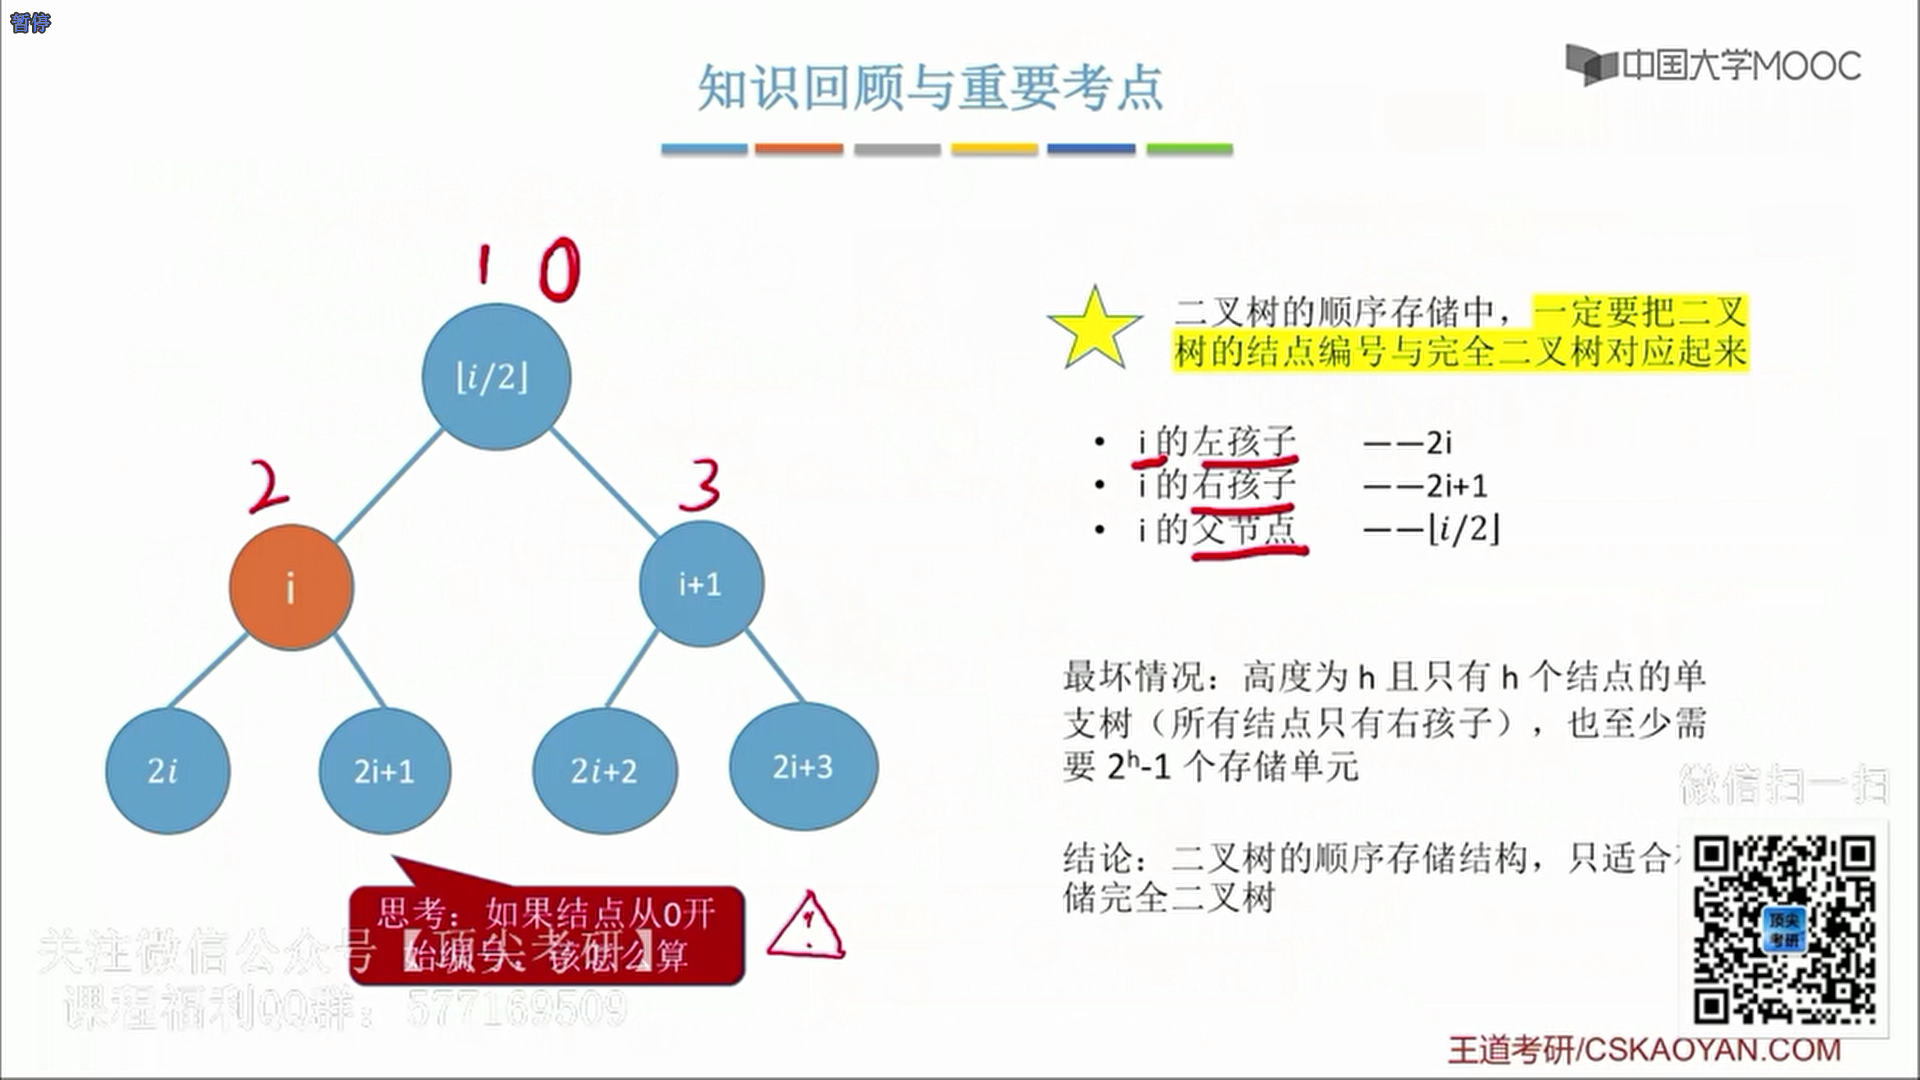 暂停
中国大学MOOC
知识回顾与重要考点
1 0
⌊i/2⌋
2
3
i
i+1
2i
2i+1
2i+2
2i+3
思考：如果结点从0开
始编号，该怎么算
?
二叉树的顺序存储中，一定要把二叉
树的结点编号与完全二叉树对应起来
• i 的左孩子 ——2i
• i 的右孩子 ——2i+1
• i 的父节点 ——⌊i/2⌋
最坏情况：高度为 h 且只有 h 个结点的单
支树（所有结点只有右孩子），也至少需
要 2ʰ-1 个存储单元
结论：二叉树的顺序存储结构，只适合
储完全二叉树
微信扫一扫
顶尖
考研
关注微信公众号【顶尖考研】
课程福利QQ群：577169509
王道考研/CSKAOYAN.COM